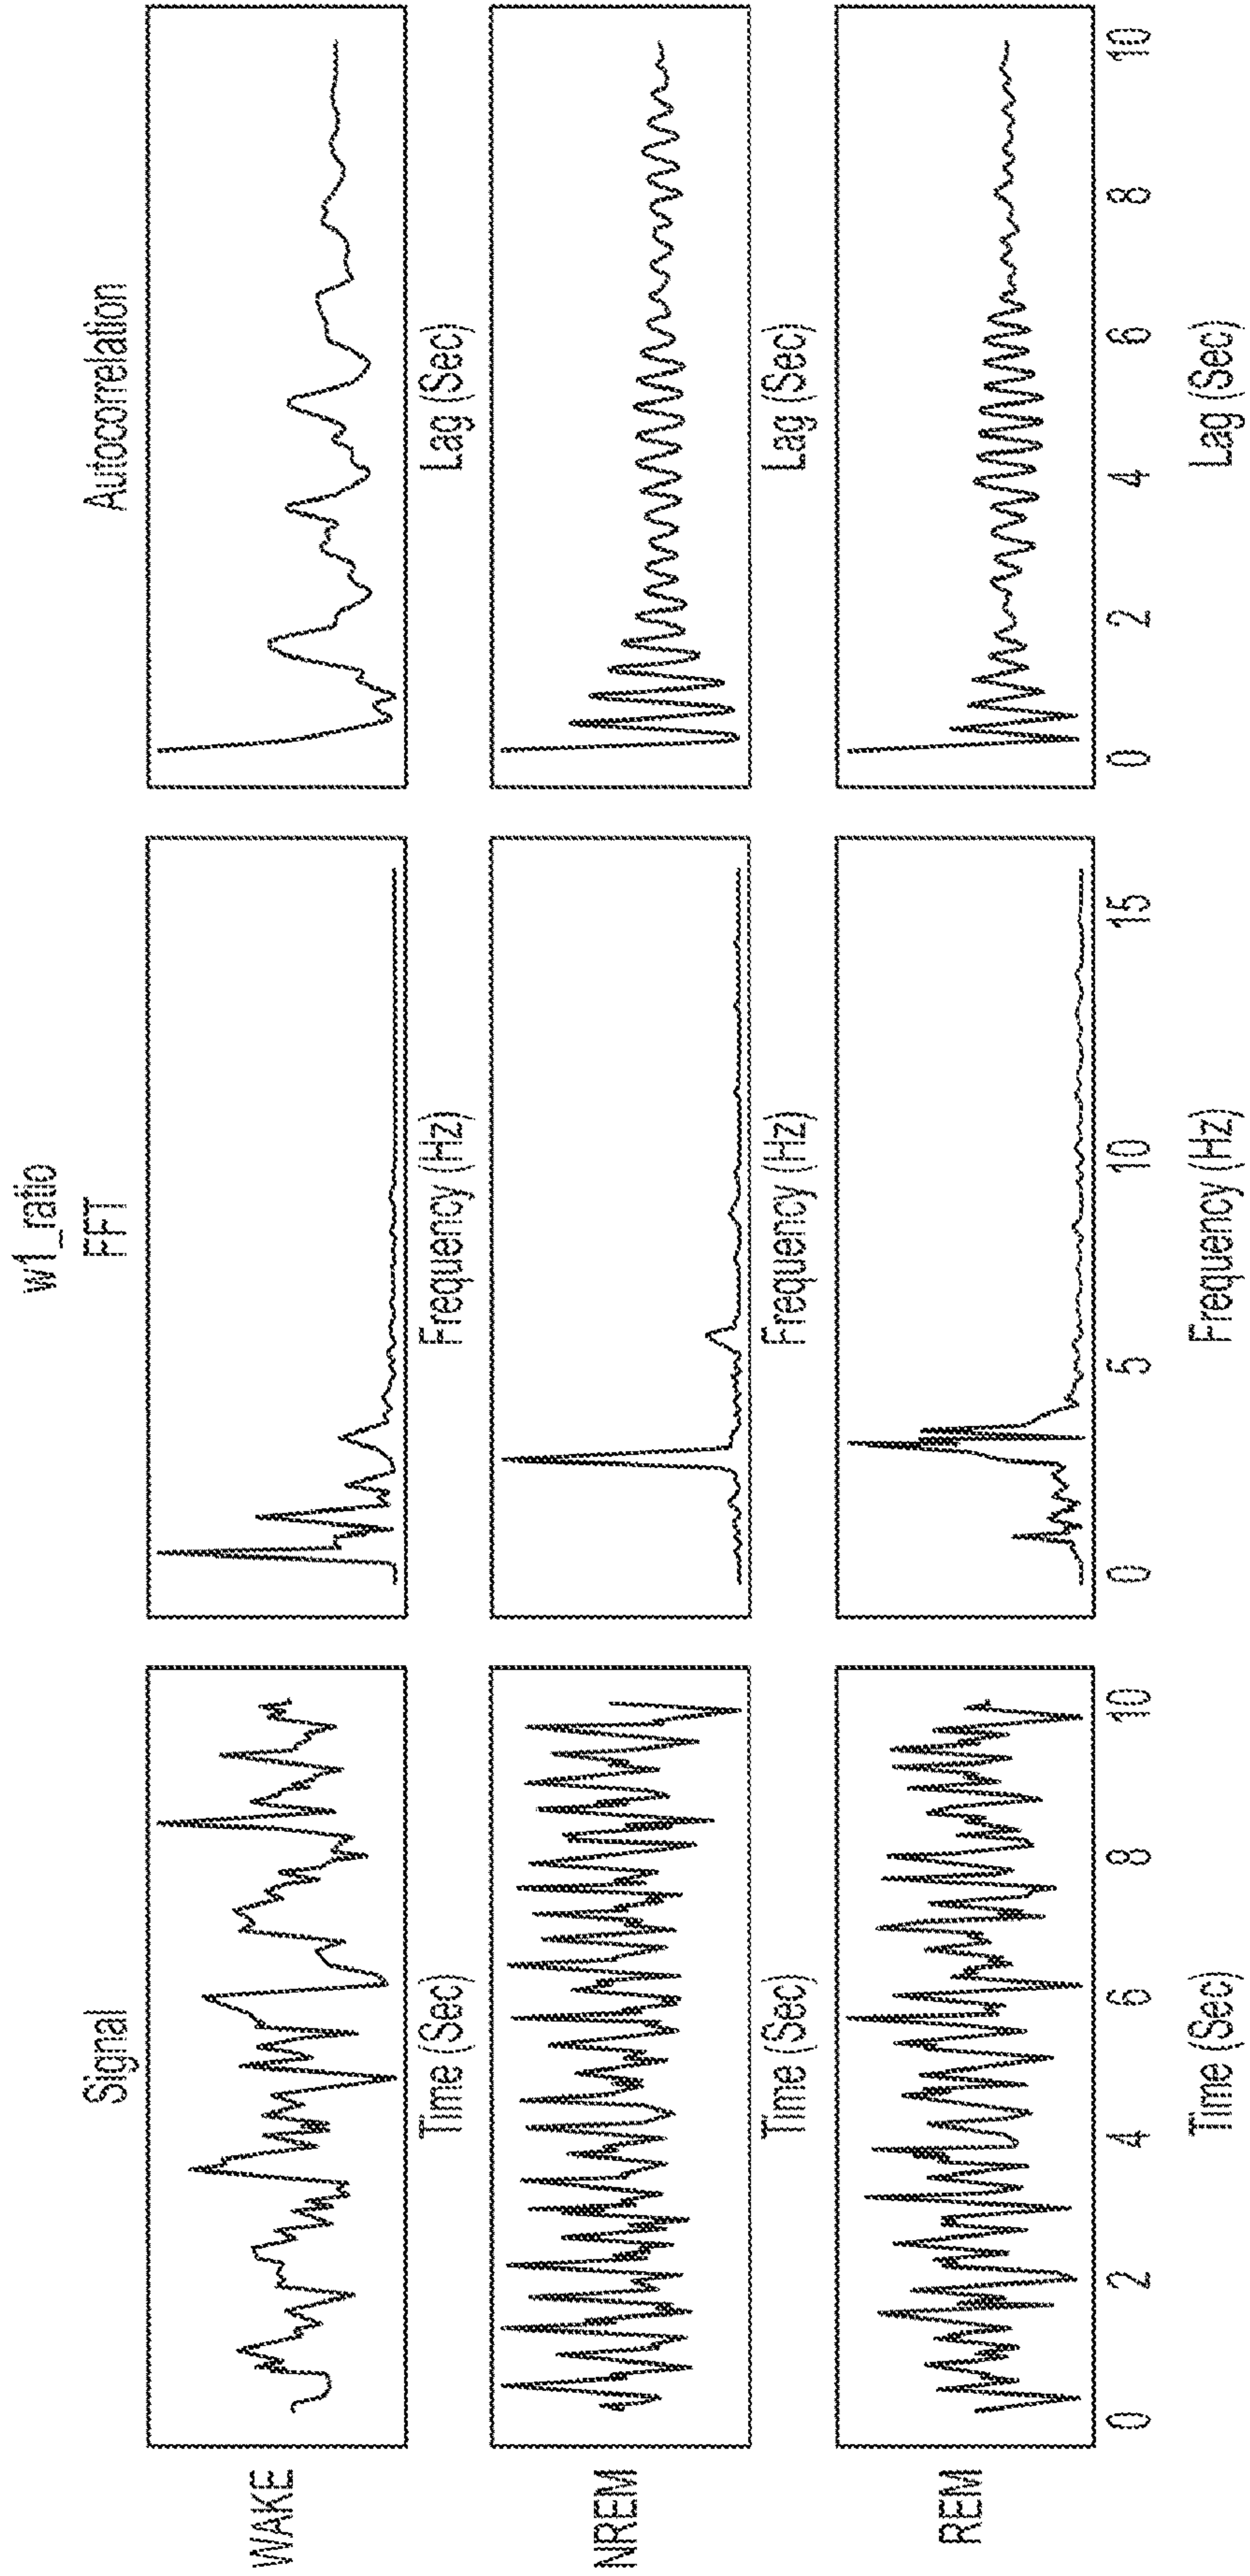 w1_ratio
Signal
FFT
Autocorrelation
WAKE
Time (Sec)
Frequency (Hz)
Lag (Sec)
NREM
Time (Sec)
Frequency (Hz)
Lag (Sec)
REM
0 2 4 6 8 10
0 5 10 15
0 2 4 6 8 10
Time (Sec)
Frequency (Hz)
Lag (Sec)